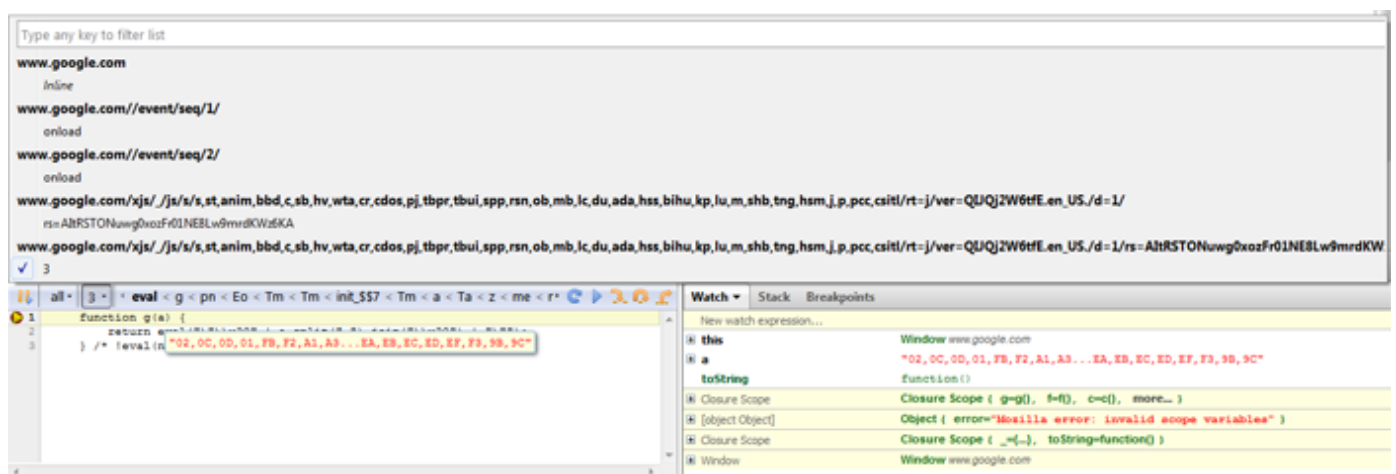 Type any key to filter list
www.google.com
Inline
www.google.com//event/seq/1/
onload
www.google.com//event/seq/2/
onload
www.google.com/xjs/_/js/s/s,st,anim,bbd,c,sb,hv,wta,cr,cdos,pj,tbpr,tbui,spp,rsn,ob,mb,lc,du,ada,hss,bihu,kp,lu,m,shb,tng,hsm,j,p,pcc,csitl/rt=j/ver=QIJQj2W6tfE.en_US./d=1/
rs=AItRSTONuwg0xozFr01NE8Lw9mrdKWz6KA
www.google.com/xjs/_/js/s/s,st,anim,bbd,c,sb,hv,wta,cr,cdos,pj,tbpr,tbui,spp,rsn,ob,mb,lc,du,ada,hss,bihu,kp,lu,m,shb,tng,hsm,j,p,pcc,csitl/rt=j/ver=QIJQj2W6tfE.en_US./d=1/rs=AItRSTONuwg0xozFr01NE8Lw9mrdKW
3
all 3 eval < g < pn < Eo < Tm < Tm < init_$$7 < Tm < a < Ta < z < me < r
1 function g(a) {
2 return
3 } /* !eval(n
"02,0C,0D,01,FB,F2,A1,A3...EA,EB,EC,ED,EF,F3,9B,9C"
Watch Stack Breakpoints
New watch expression...
this Window www.google.com
a "02,0C,0D,01,FB,F2,A1,A3...EA,EB,EC,ED,EF,F3,9B,9C"
toString function()
Closure Scope Closure Scope { g=g(), f=f(), c=c(), more... }
[object Object] Object { error="Mozilla error: invalid scope variables" }
Closure Scope Closure Scope { _={...}, toString=function() }
Window Window www.google.com